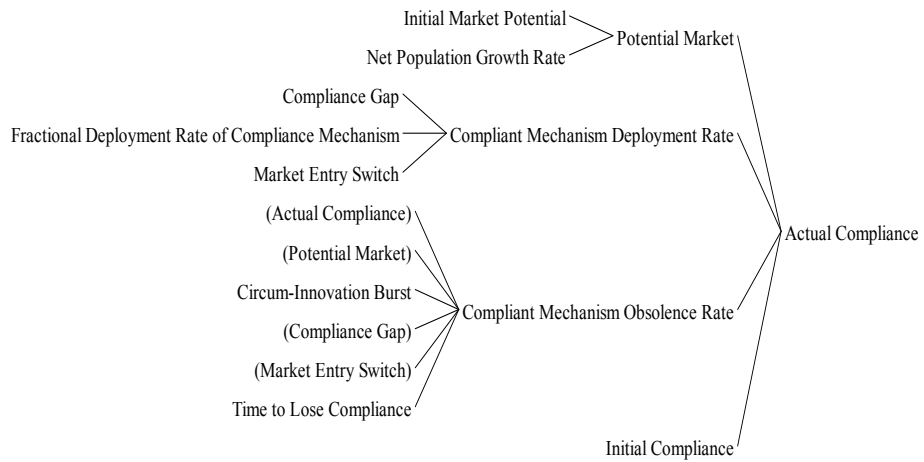 Initial Market Potential
Net Population Growth Rate
Potential Market
Compliance Gap
Fractional Deployment Rate of Compliance Mechanism
Market Entry Switch
Compliant Mechanism Deployment Rate
(Actual Compliance)
(Potential Market)
Circum-Innovation Burst
(Compliance Gap)
(Market Entry Switch)
Time to Lose Compliance
Compliant Mechanism Obsolence Rate
Initial Compliance
Actual Compliance